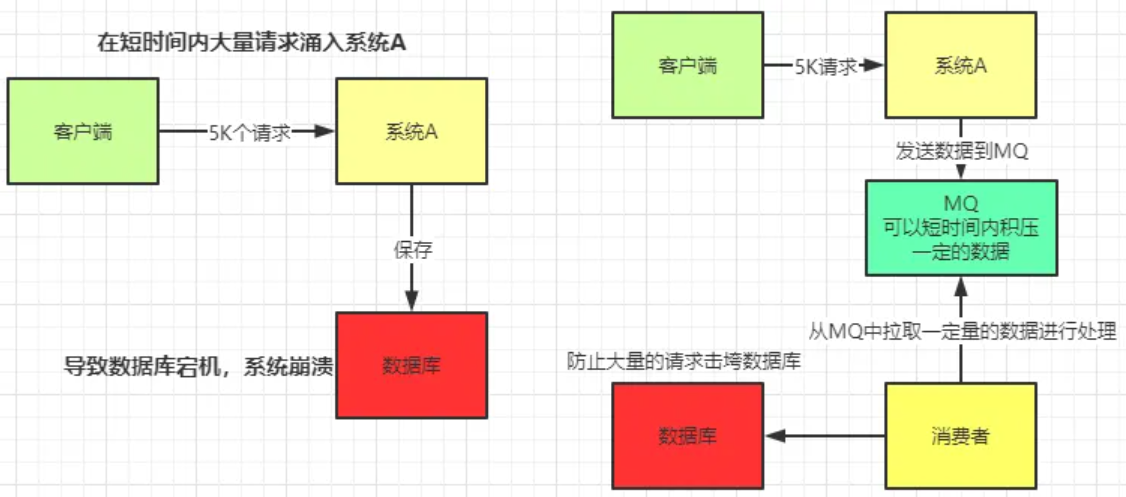 在短时间内大量请求涌入系统A
客户端
5K个请求
系统A
保存
导致数据库宕机，系统崩溃
数据库
客户端
5K请求
系统A
发送数据到MQ
MQ
可以短时间内积压
一定的数据
从MQ中拉取一定量的数据进行处理
防止大量的请求击垮数据库
数据库
消费者